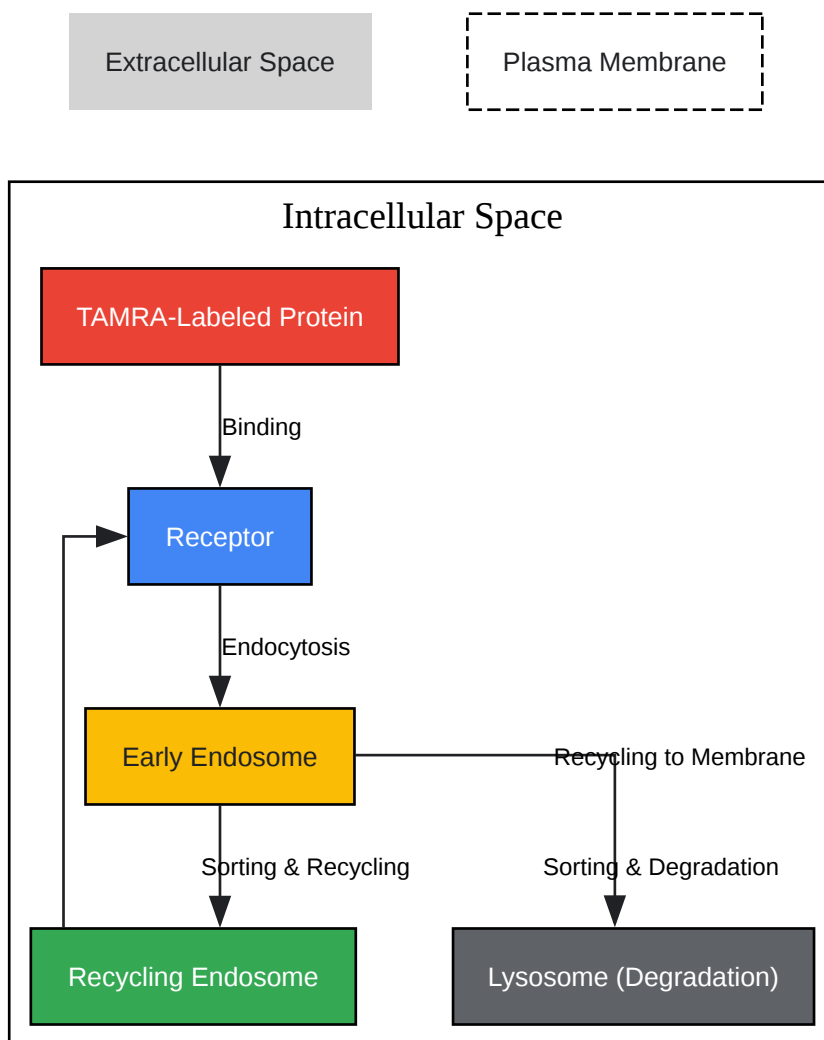 Extracellular Space
Plasma Membrane
Intracellular Space
TAMRA-Labeled Protein
Binding
Receptor
Endocytosis
Early Endosome
Recycling to Membrane
Sorting & Recycling
Sorting & Degradation
Recycling Endosome
Lysosome (Degradation)